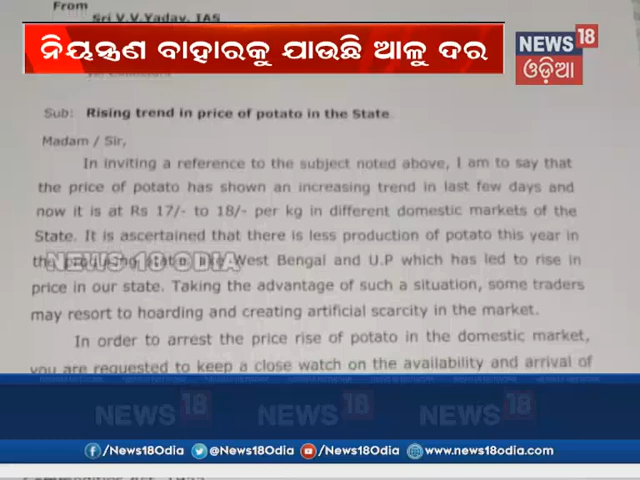 From
Sri V.V.Yadav, IAS
ନିୟନ୍ତ୍ରଣ ବାହାରକୁ ଯାଉଛି ଆଳୁ ଦର
NEWS 18
ଓଡ଼ିଆ
Sub: Rising trend in price of potato in the State.
Madam / Sir,
In inviting a reference to the subject noted above, I am to say that
the price of potato has shown an increasing trend in last few days and
now it is at Rs 17/- to 18/- per kg in different domestic markets of the
State. It is ascertained that there is less production of potato this year in
the West Bengal and U.P which has led to rise in
NEWS 18 ODIA
price in our state. Taking the advantage of such a situation, some traders
may resort to hoarding and creating artificial scarcity in the market.
In order to arrest the price rise of potato in the domestic market,
you are requested to keep a close watch on the availability and arrival of
NEWS 18 NEWS 18 NEWS 18
/News18Odia /News18Odia /News18Odia www.news18odia.com